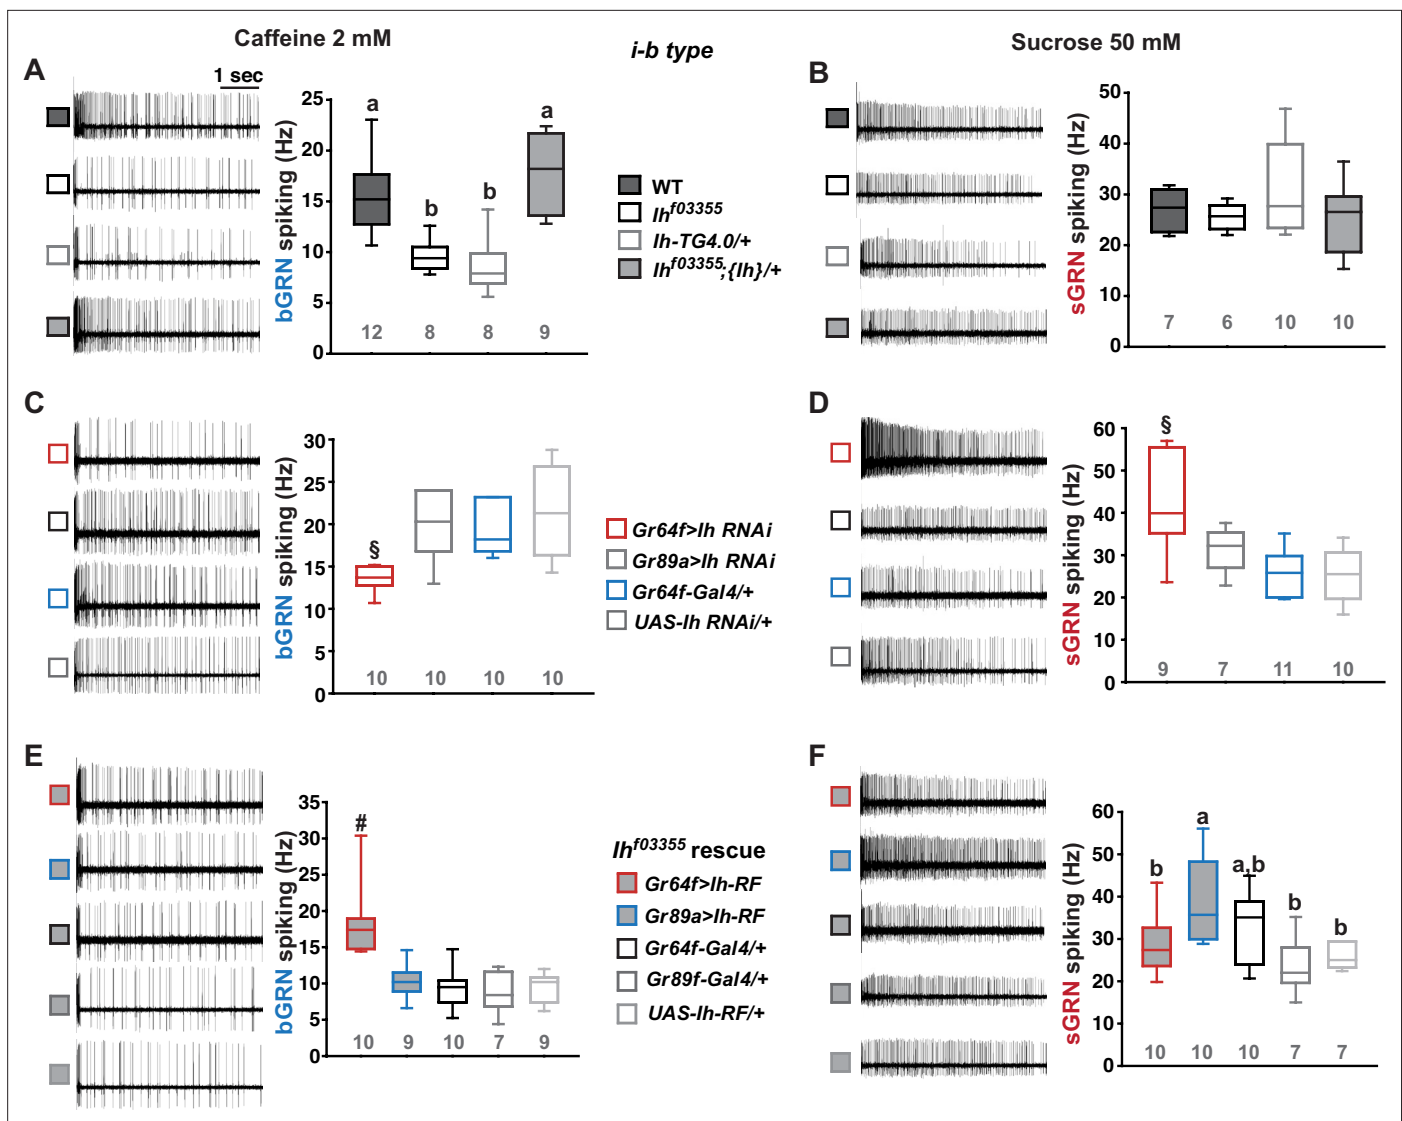 Caffeine 2 mM
i-b type
Sucrose 50 mM
A
1 sec
bGRN spiking (Hz)
25
20
15
10
5
0
a
b
b
a
12 8 8 9
WT
Ih^f03355
Ih-TG4.0/+
Ih^f03355;{Ih}/+
B
sGRN spiking (Hz)
50
40
30
20
10
0
7 6 10 10
C
bGRN spiking (Hz)
30
25
20
15
10
5
0
§
10 10 10 10
Gr64f>Ih RNAi
Gr89a>Ih RNAi
Gr64f-Gal4/+
UAS-Ih RNAi/+
D
sGRN spiking (Hz)
60
50
40
30
20
10
0
§
9 7 11 10
E
bGRN spiking (Hz)
35
30
25
20
15
10
5
0
#
10 9 10 7 9
Ih^f03355 rescue
Gr64f>Ih-RF
Gr89a>Ih-RF
Gr64f-Gal4/+
Gr89f-Gal4/+
UAS-Ih-RF/+
F
sGRN spiking (Hz)
60
50
40
30
20
10
0
b
a
a,b
b
b
10 10 10 7 7